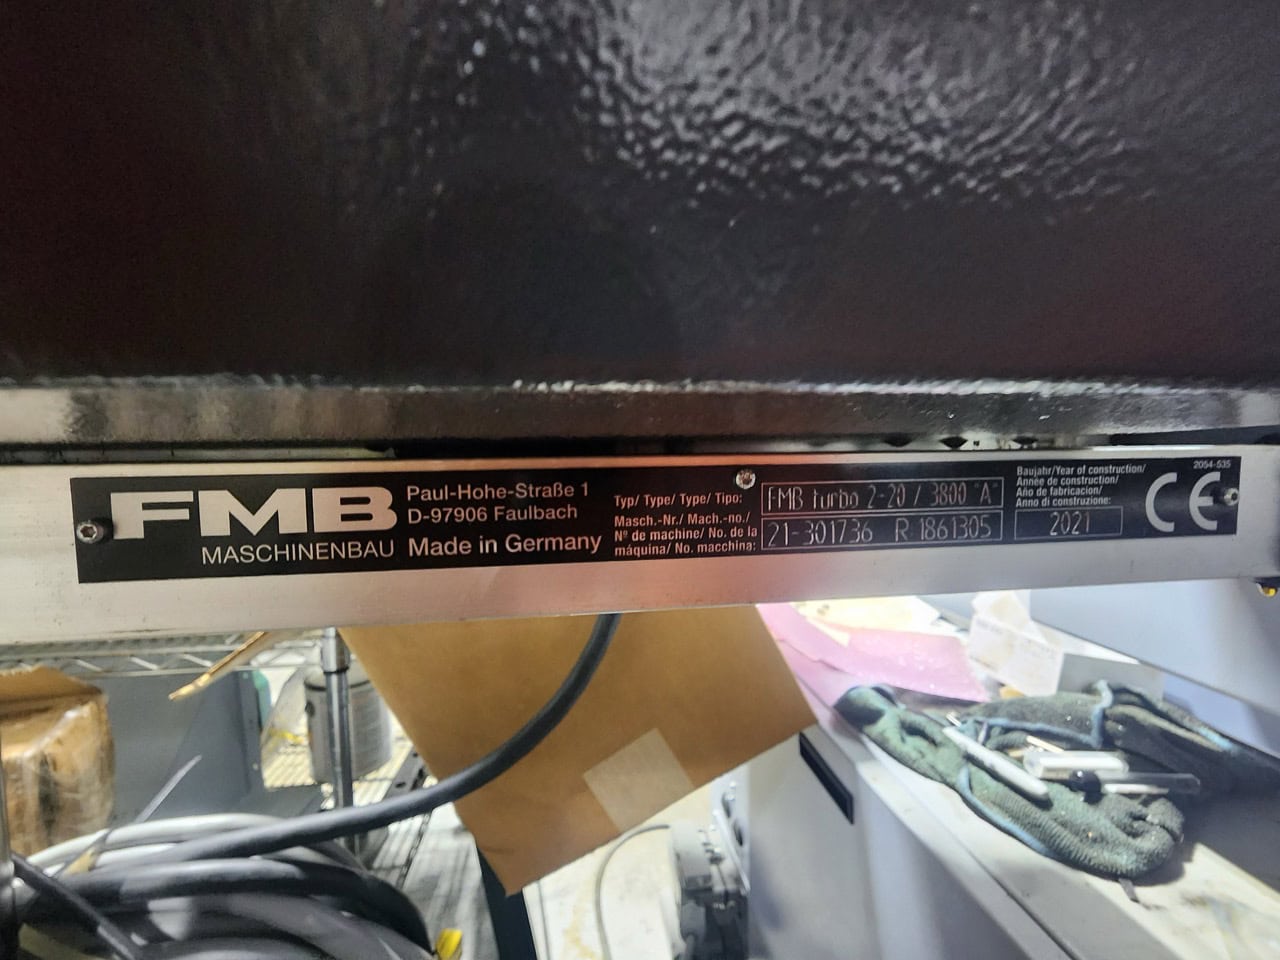 FMB
MASCHINENBAU
Paul-Hohe-Straße 1
D-97906 Faulbach
Made in Germany
Typ/ Type/ Type/ Tipo:
FMB turbo 2-20 / 3800 A
Masch.-Nr./ Mach.-no./
Nº de machine/ No. de la
máquina/ No. macching:
21-301736 R 1861305
Baujahr/Year of construction/
Année de construction/
Año de fabricacion/
Anno di costruzione:
2021
CE
2054-535